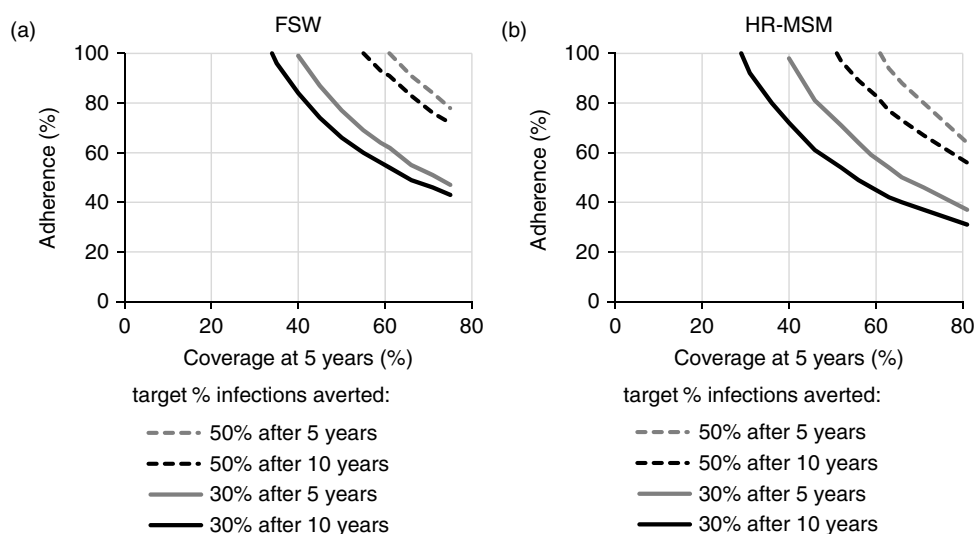 (a)
FSW
100
80
60
40
20
0
Adherence (%)
0 20 40 60 80
Coverage at 5 years (%)
target % infections averted:
50% after 5 years
50% after 10 years
30% after 5 years
30% after 10 years
(b)
HR-MSM
100
80
60
40
20
0
Adherence (%)
0 20 40 60 80
Coverage at 5 years (%)
target % infections averted:
50% after 5 years
50% after 10 years
30% after 5 years
30% after 10 years